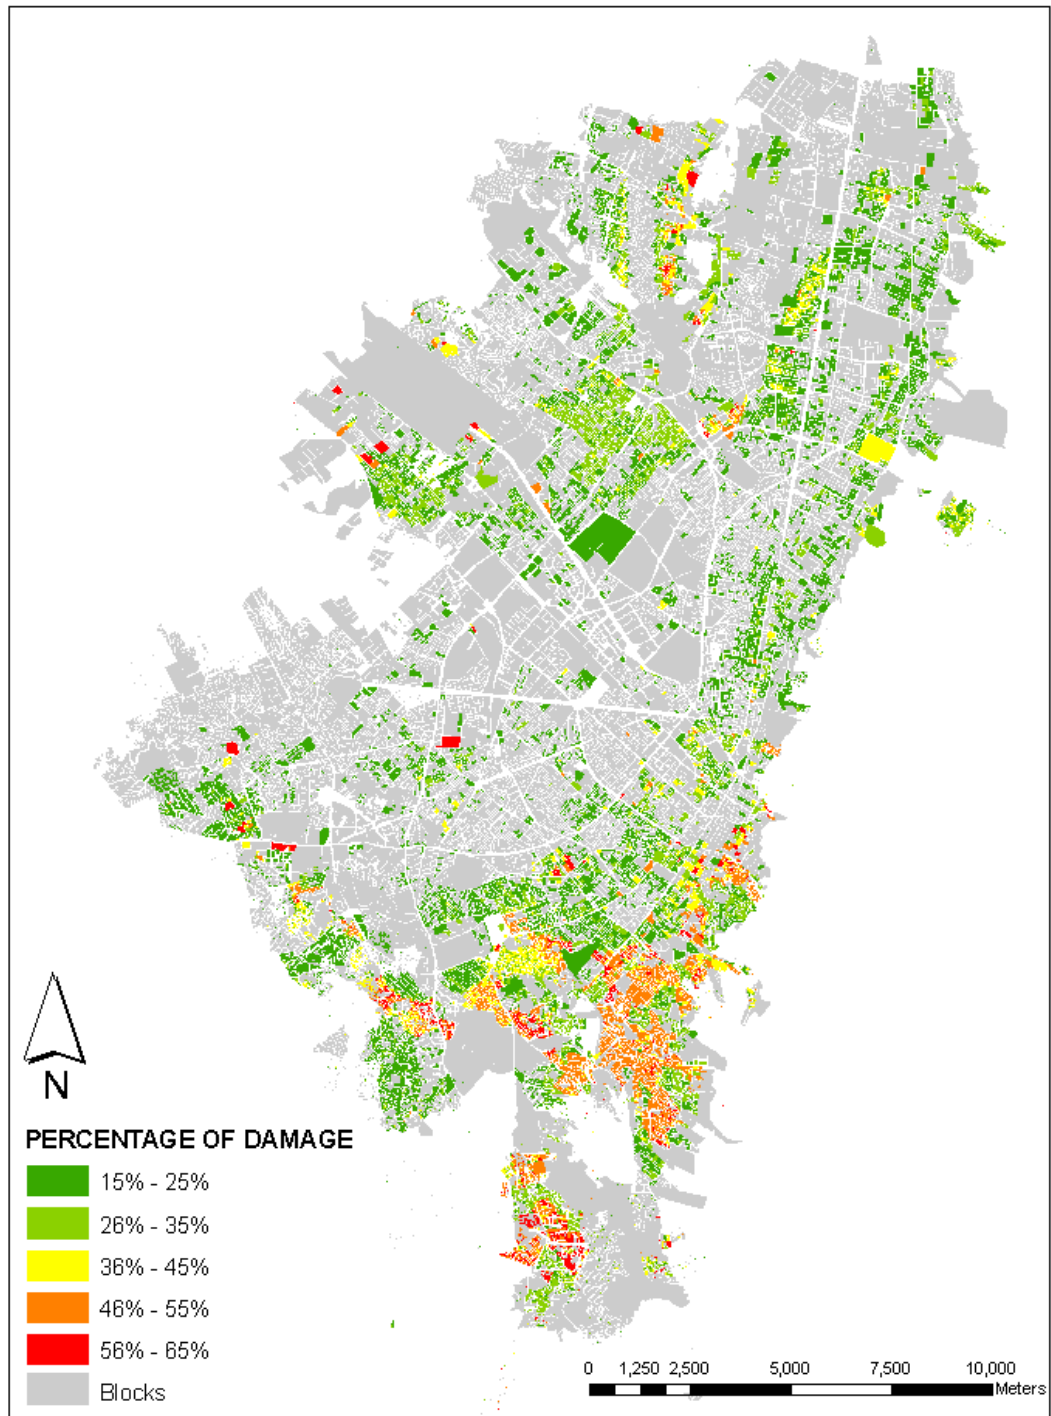 N
PERCENTAGE OF DAMAGE
15% - 25%
26% - 35%
36% - 45%
46% - 55%
56% - 65%
Blocks
0 1,250 2,500 5,000 7,500 10,000
Meters